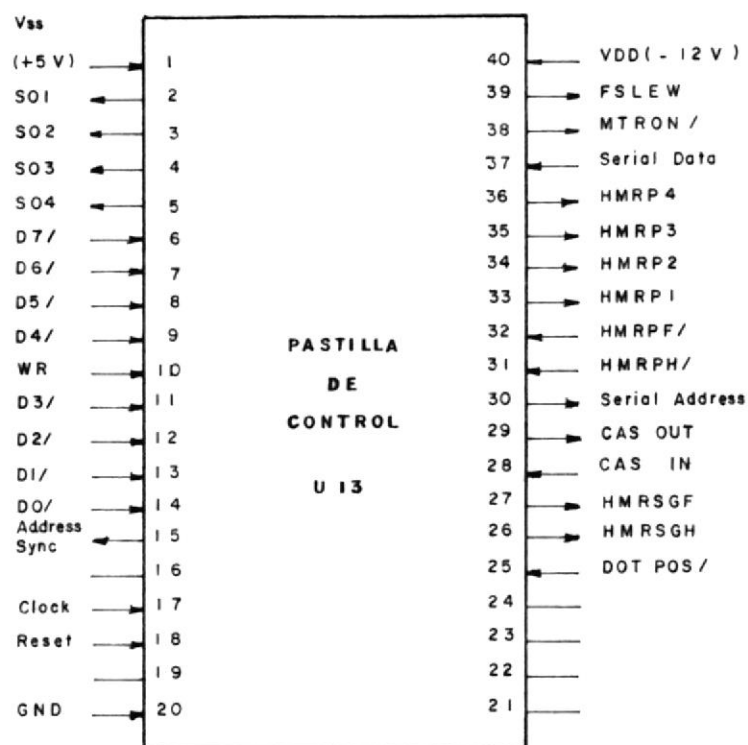 Vss
(+5 V) 1
SO1 2
SO2 3
SO3 4
SO4 5
D7/ 6
D6/ 7
D5/ 8
D4/ 9
WR 10
D3/ 11
D2/ 12
D1/ 13
DO/ 14
Address
Sync 15
16
Clock 17
Reset 18
19
GND 20
PASTILLA
DE
CONTROL
U 13
40 VDD(-12V)
39 FSLEW
38 MTRON/
37 Serial Data
36 HMRP4
35 HMRP3
34 HMRP2
33 HMRP1
32 HMRPF/
31 HMRPH/
30 Serial Address
29 CAS OUT
28 CAS IN
27 HMRSGF
26 HMRSGH
25 DOT POS/
24
23
22
21